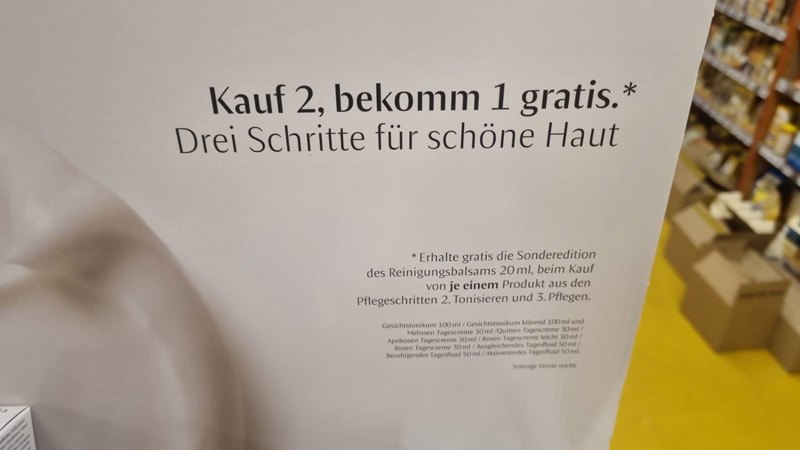 Kauf 2, bekomm 1 gratis.*
Drei Schritte für schöne Haut
* Erhalte gratis die Sonderedition
des Reinigungsbalsams 20 ml, beim Kauf
von je einem Produkt aus den
Pflegeschritten 2. Tonisieren und 3. Pflegen.
Gesichtstonikum 100 ml / Gesichtstonikum klärend 100 ml und
Melissen Tagescreme 30 ml /Quitten Tagescreme 30 ml /
Aprikosen Tagescreme 30 ml / Rosen Tagescreme leicht 30 ml /
Rosen Tagescreme 30 ml / Ausgleichendes Tagesfluid 50 ml /
Beruhigendes Tagesfluid 50 ml / Aktivierendes Tagesfluid 50 ml.
Solange Vorrat reicht.